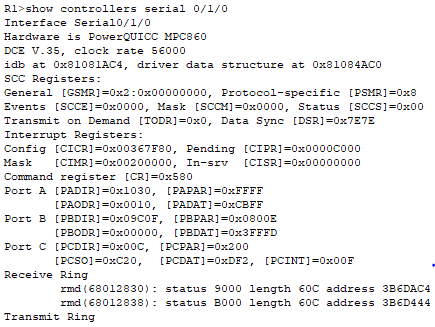 R1>show controllers serial 0/1/0
Interface Serial0/1/0
Hardware is PowerQUICC MPC860
DCE V.35, clock rate 56000
idb at 0x81081AC4, driver data structure at 0x81084AC0
SCC Registers:
General [GSMR]=0x2:0x00000000, Protocol-specific [PSMR]=0x8
Events [SCCE]=0x0000, Mask [SCCM]=0x0000, Status [SCCS]=0x00
Transmit on Demand [TODR]=0x0, Data Sync [DSR]=0x7E7E
Interrupt Registers:
Config [CICR]=0x00367F80, Pending [CIPR]=0x0000C000
Mask   [CIMR]=0x00200000, In-srv  [CISR]=0x00000000
Command register [CR]=0x580
Port A [PADIR]=0x1030, [PAPAR]=0xFFFF
       [PAODR]=0x0010, [PADAT]=0xCBFF
Port B [PBDIR]=0x09C0F, [PBPAR]=0x0800E
       [PBODR]=0x00000, [PBDAT]=0x3FFFD
Port C [PCDIR]=0x00C, [PCPAR]=0x200
       [PCSO]=0xC20,  [PCDAT]=0xDF2, [PCINT]=0x00F
Receive Ring
        rmd(68012830): status 9000 length 60C address 3B6DAC4
        rmd(68012838): status B000 length 60C address 3B6D444
Transmit Ring